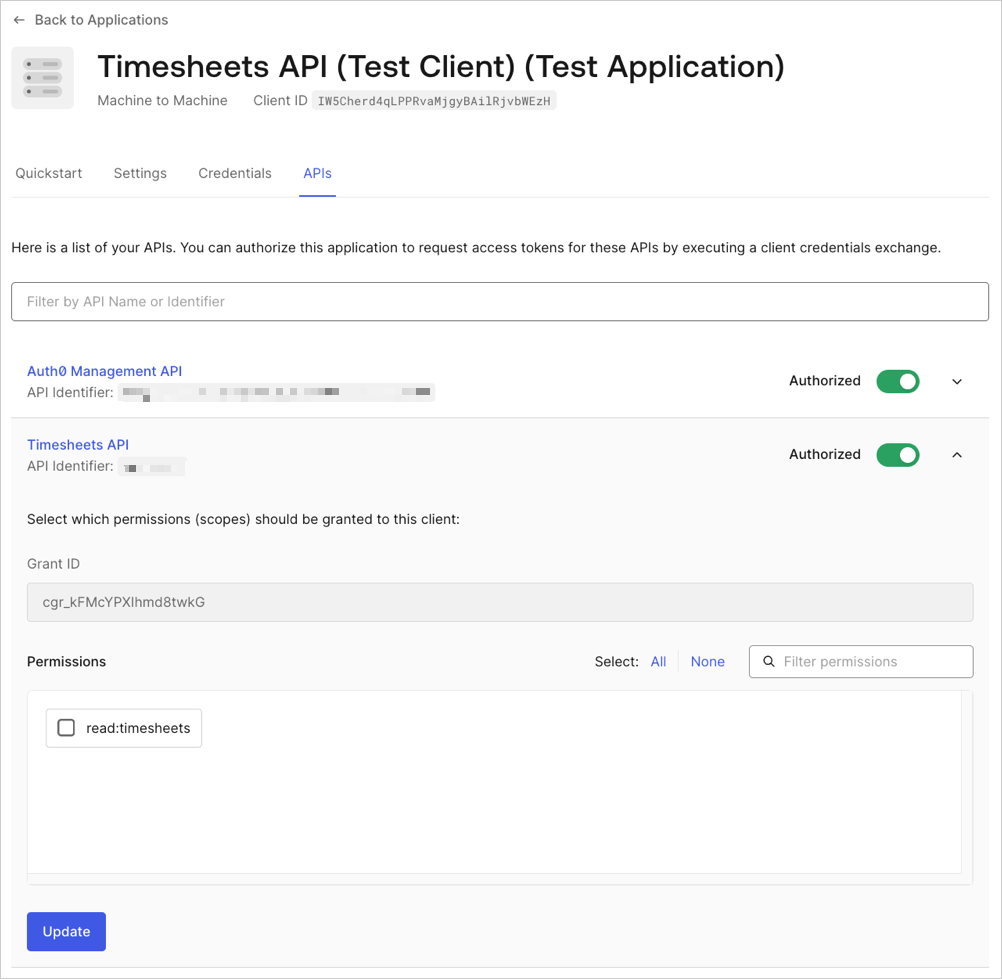 ← Back to Applications
Timesheets API (Test Client) (Test Application)
Machine to Machine Client ID IW5Cherd4qLPPRvaMjgyBAilRjvbWEzH
Quickstart Settings Credentials APIs
Here is a list of your APIs. You can authorize this application to request access tokens for these APIs by executing a client credentials exchange.
Filter by API Name or Identifier
Auth0 Management API
API Identifier:
Authorized
Timesheets API
API Identifier:
Authorized
Select which permissions (scopes) should be granted to this client:
Grant ID
cgr_kFMcYPXIhmd8twkG
Permissions Select: All None Filter permissions
read:timesheets
Update